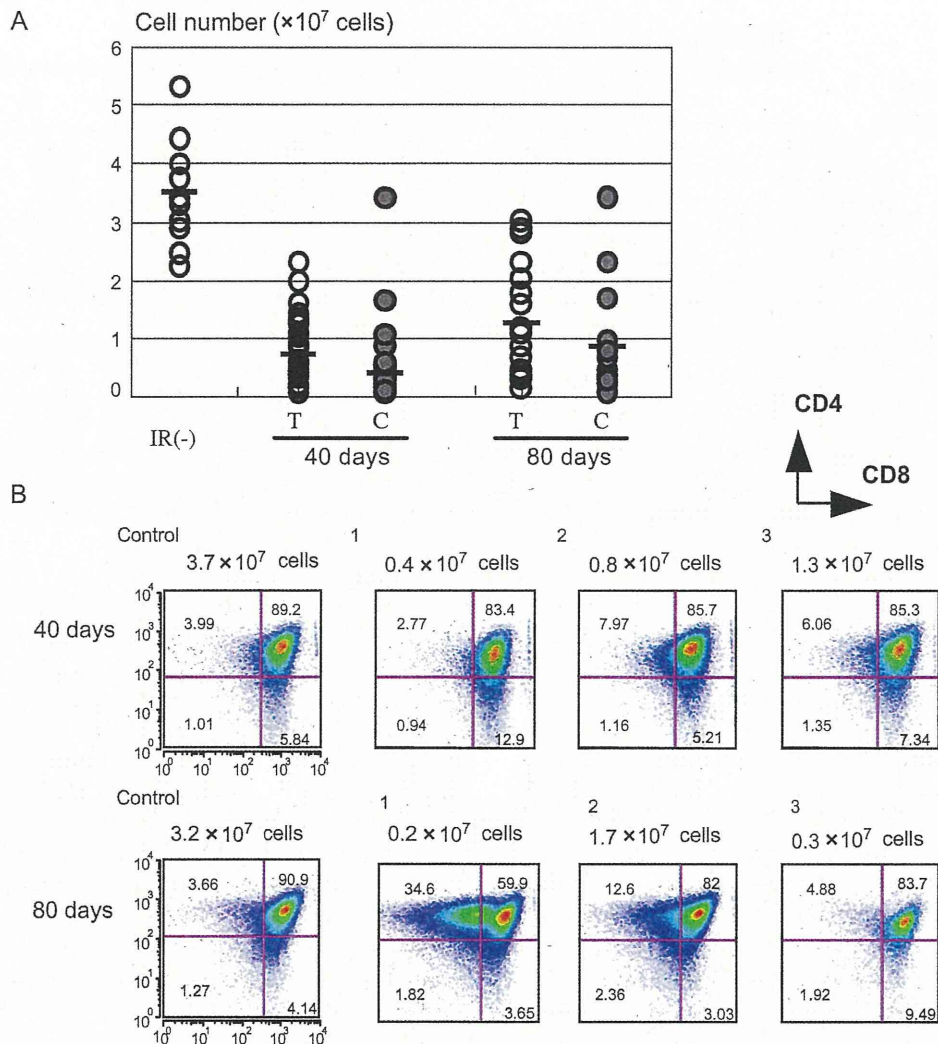 A
Cell number (×10⁷ cells)
6
5
4
3
2
1
0
IR(-)
T
C
T
C
40 days
80 days
CD4
CD8
B
Control
1
2
3
3.7 ×10⁷ cells
0.4 ×10⁷ cells
0.8 ×10⁷ cells
1.3 ×10⁷ cells
40 days
10⁴
10³
10²
10¹
10⁰
3.99
89.2
1.01
5.84
2.77
83.4
0.94
12.9
7.97
85.7
1.16
5.21
6.06
85.3
1.35
7.34
10⁰ 10¹ 10² 10³ 10⁴
Control
1
2
3
3.2 ×10⁷ cells
0.2 ×10⁷ cells
1.7 ×10⁷ cells
0.3 ×10⁷ cells
80 days
10⁴
10³
10²
10¹
10⁰
3.66
90.9
1.27
4.14
34.6
59.9
1.82
3.65
12.6
82
2.36
3.03
4.88
83.7
1.92
9.49
10⁰ 10¹ 10² 10³ 10⁴